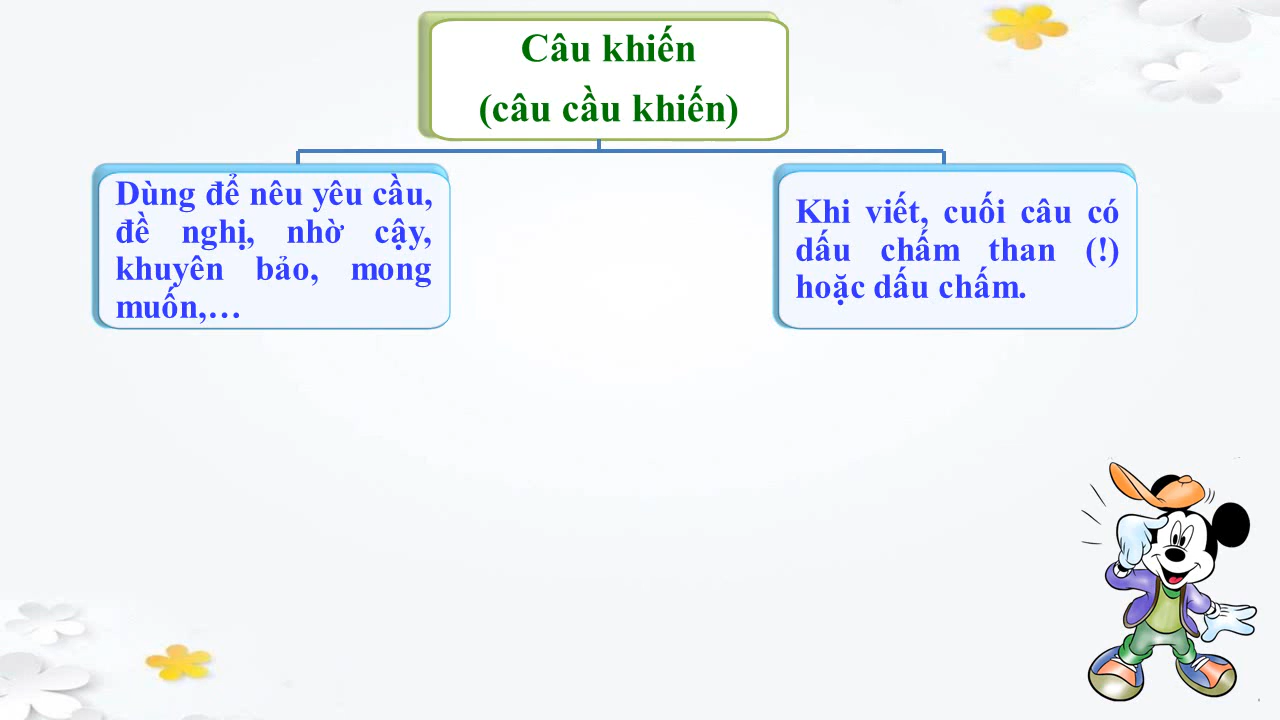 Câu khiến
(câu cầu khiến)
Dùng để nêu yêu cầu,
đề nghị, nhờ cậy,
khuyên bảo, mong
muốn,…
Khi viết, cuối câu có
dấu chấm than (!)
hoặc dấu chấm.